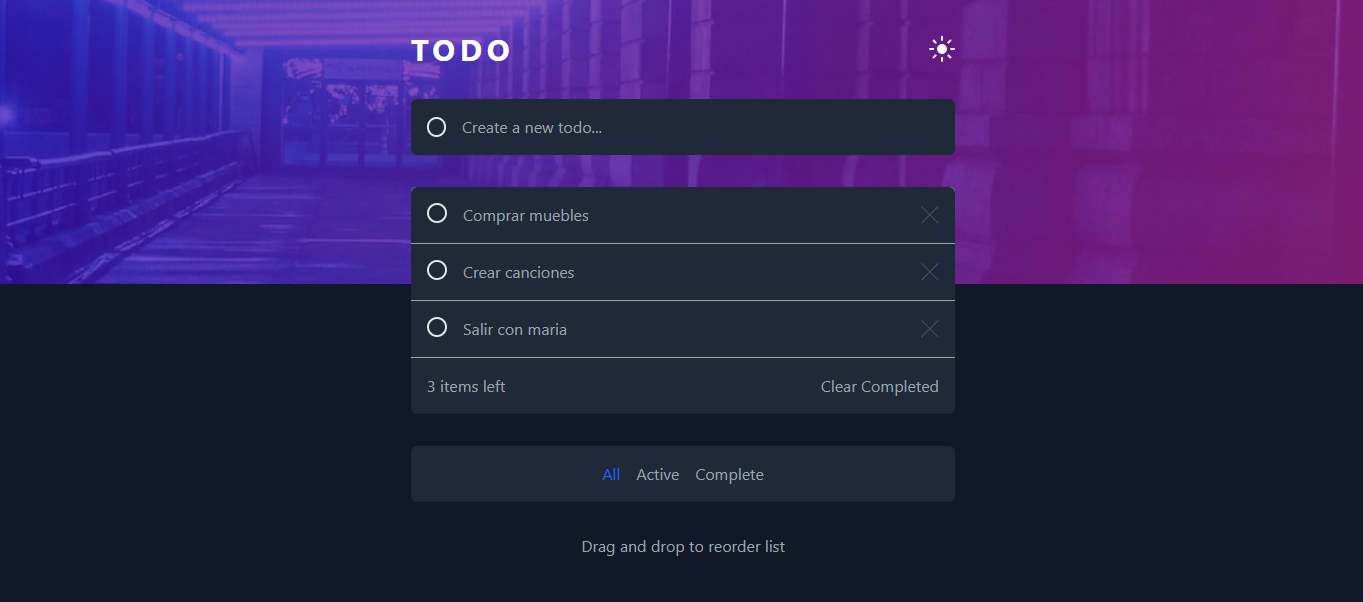 TODO
Create a new todo...
Comprar muebles
Crear canciones
Salir con maria
3 items left Clear Completed
All Active Complete
Drag and drop to reorder list